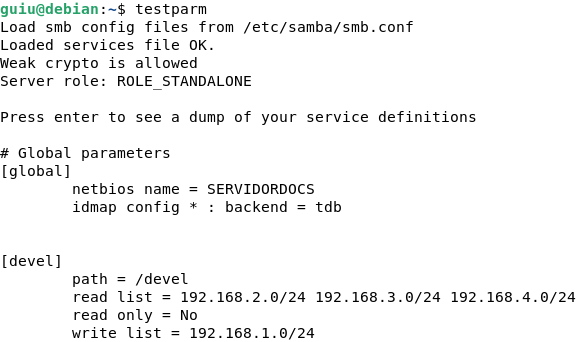 guiu@debian:~$ testparm
Load smb config files from /etc/samba/smb.conf
Loaded services file OK.
Weak crypto is allowed
Server role: ROLE_STANDALONE
Press enter to see a dump of your service definitions
# Global parameters
[global]
netbios name = SERVIDORDOCS
idmap config * : backend = tdb
[devel]
path = /devel
read list = 192.168.2.0/24 192.168.3.0/24 192.168.4.0/24
read only = No
write list = 192.168.1.0/24